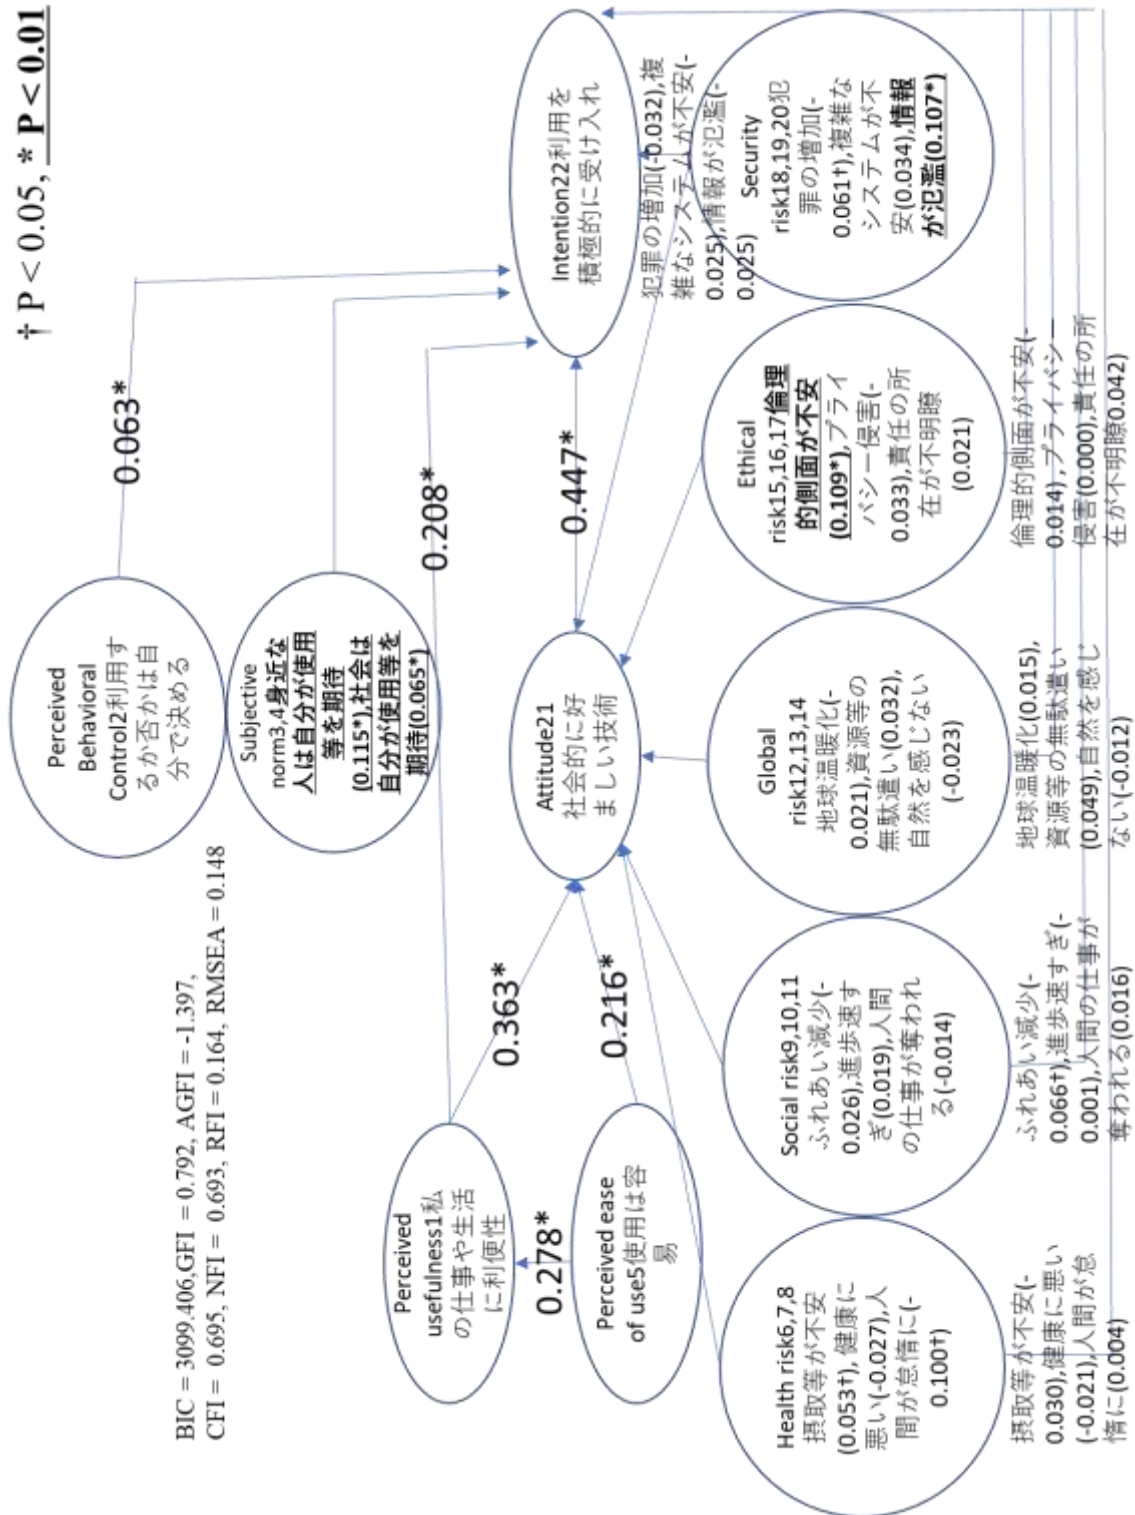 † P < 0.05, * P < 0.01
BIC = 3099.406,GFI = 0.792, AGFI = -1.397,
CFI = 0.695, NFI = 0.693, RFI = 0.164, RMSEA = 0.148
Perceived
Behavioral
Control2利用す
るか否かは自
分で決める
0.063*
Subjective
norm3,4身近な
人は自分が使用
等を期待
(0.115*),社会は
自分が使用等を
期待(0.065*)
0.208*
Perceived
usefulness1私
の仕事や生活
に利便性
0.363*
0.278*
Perceived ease
of use5使用は容
易
0.216*
Attitude21
社会的に好
ましい技術
0.447*
Intention22利用を
積極的に受け入れ
犯罪の増加(-0.032),複
雑なシステムが不安(-
0.025),情報が氾濫(-
0.025)
Health risk6,7,8
摂取等が不安
(0.053†),健康に
悪い(-0.027),人
間が怠惰に(-
0.100†)
Social risk9,10,11
ふれあい減少(-
0.026),進歩速す
ぎ(0.019),人間
の仕事が奪われ
る(-0.014)
Global
risk12,13,14
地球温暖化(-
0.021),資源等の
無駄遣い(0.032),
自然を感じない
(-0.023)
Ethical
risk15,16,17倫理
的側面が不安
(0.109*),プライ
バシー侵害(-
0.033),責任の所
在が不明瞭
(0.021)
Security
risk18,19,20犯
罪の増加(-
0.061†),複雑な
システムが不
安(0.034),情報
が氾濫(0.107*)
摂取等が不安(-
0.030),健康に悪い
(-0.021),人間が怠
惰に(0.004)
ふれあい減少(-
0.066†),進歩速すぎ(-
0.001),人間の仕事が
奪われる(0.016)
地球温暖化(0.015),
資源等の無駄遣い
(0.049),自然を感じ
ない(-0.012)
倫理的側面が不安(-
0.014),プライバシー
侵害(0.000),責任の所
在が不明瞭0.042)